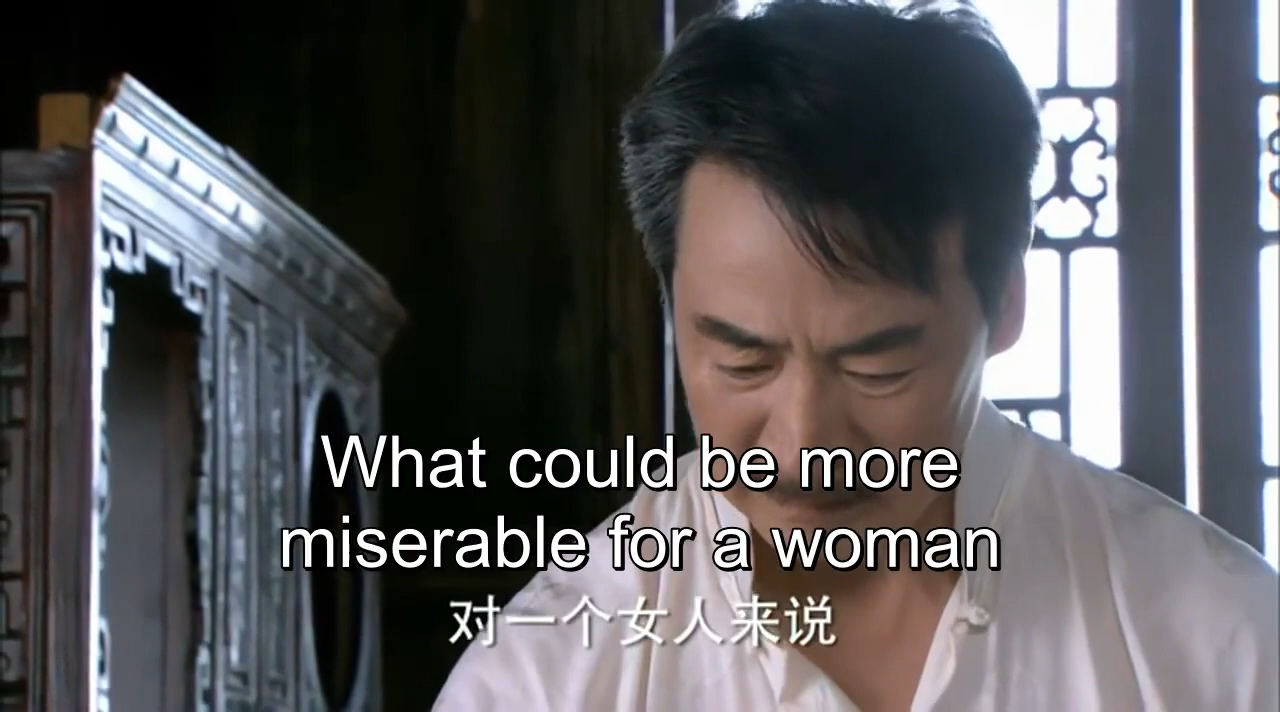 What could be more
miserable for a woman
对一个女人来说